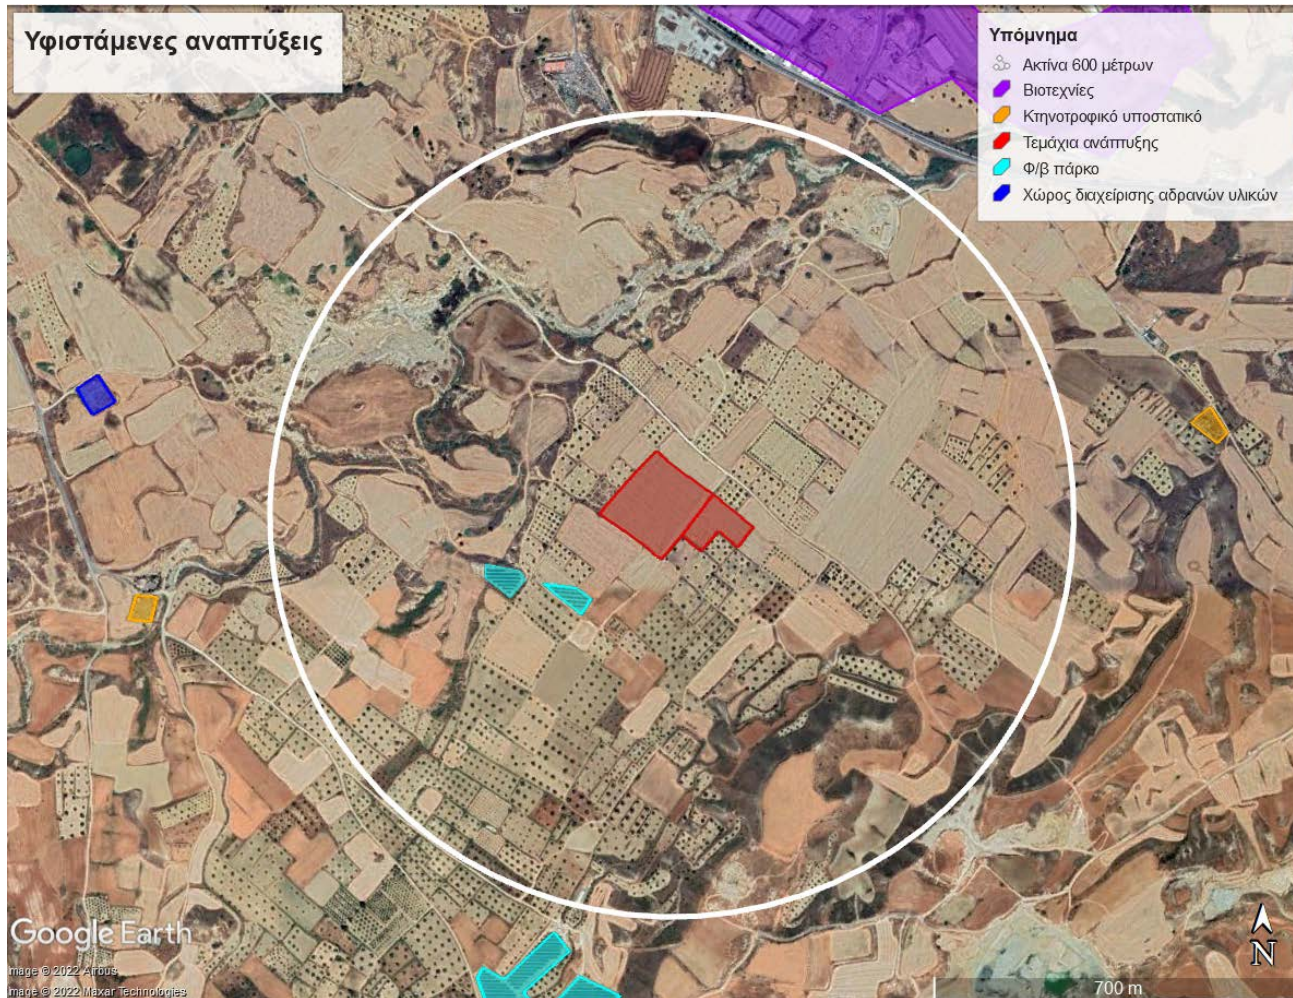 Υφιστάμενες αναπτύξεις
Υπόμνημα
Ακτίνα 600 μέτρων
Βιοτεχνίες
Κτηνοτροφικό υποστατικό
Τεμάχια ανάπτυξης
Φ/β πάρκο
Χώρος διαχείρισης αδρανών υλικών
Google Earth
Image © 2022 Airbus
Image © 2022 Maxar Technologies
N
700 m